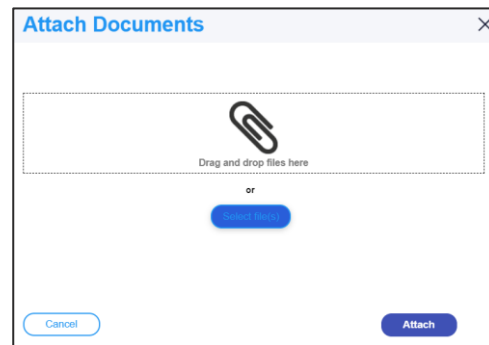 Attach Documents
Drag and drop files here
or
Select file(s)
Cancel
Attach